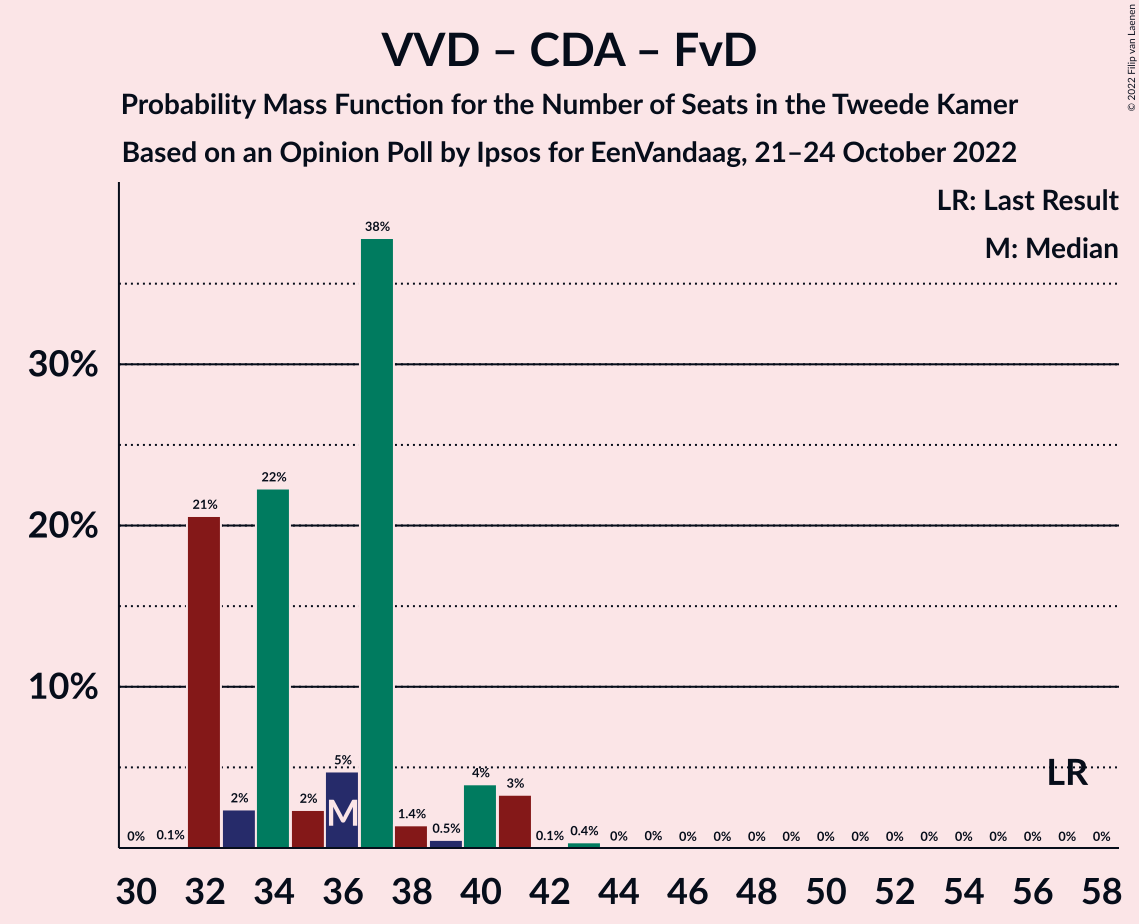 VVD – CDA – FvD
Probability Mass Function for the Number of Seats in the Tweede Kamer
Based on an Opinion Poll by Ipsos for EenVandaag, 21–24 October 2022
© 2022 Filip van Laenen
LR: Last Result
M: Median
38%
30%
22%
21%
20%
10%
5%
4%
3%
2%
2%
1.4%
0.5%
0% 0.1% 0.1% 0.4% 0% 0% 0% 0% 0% 0% 0% 0% 0% 0% 0% 0% 0% 0% 0%
M
LR
30 32 34 36 38 40 42 44 46 48 50 52 54 56 58